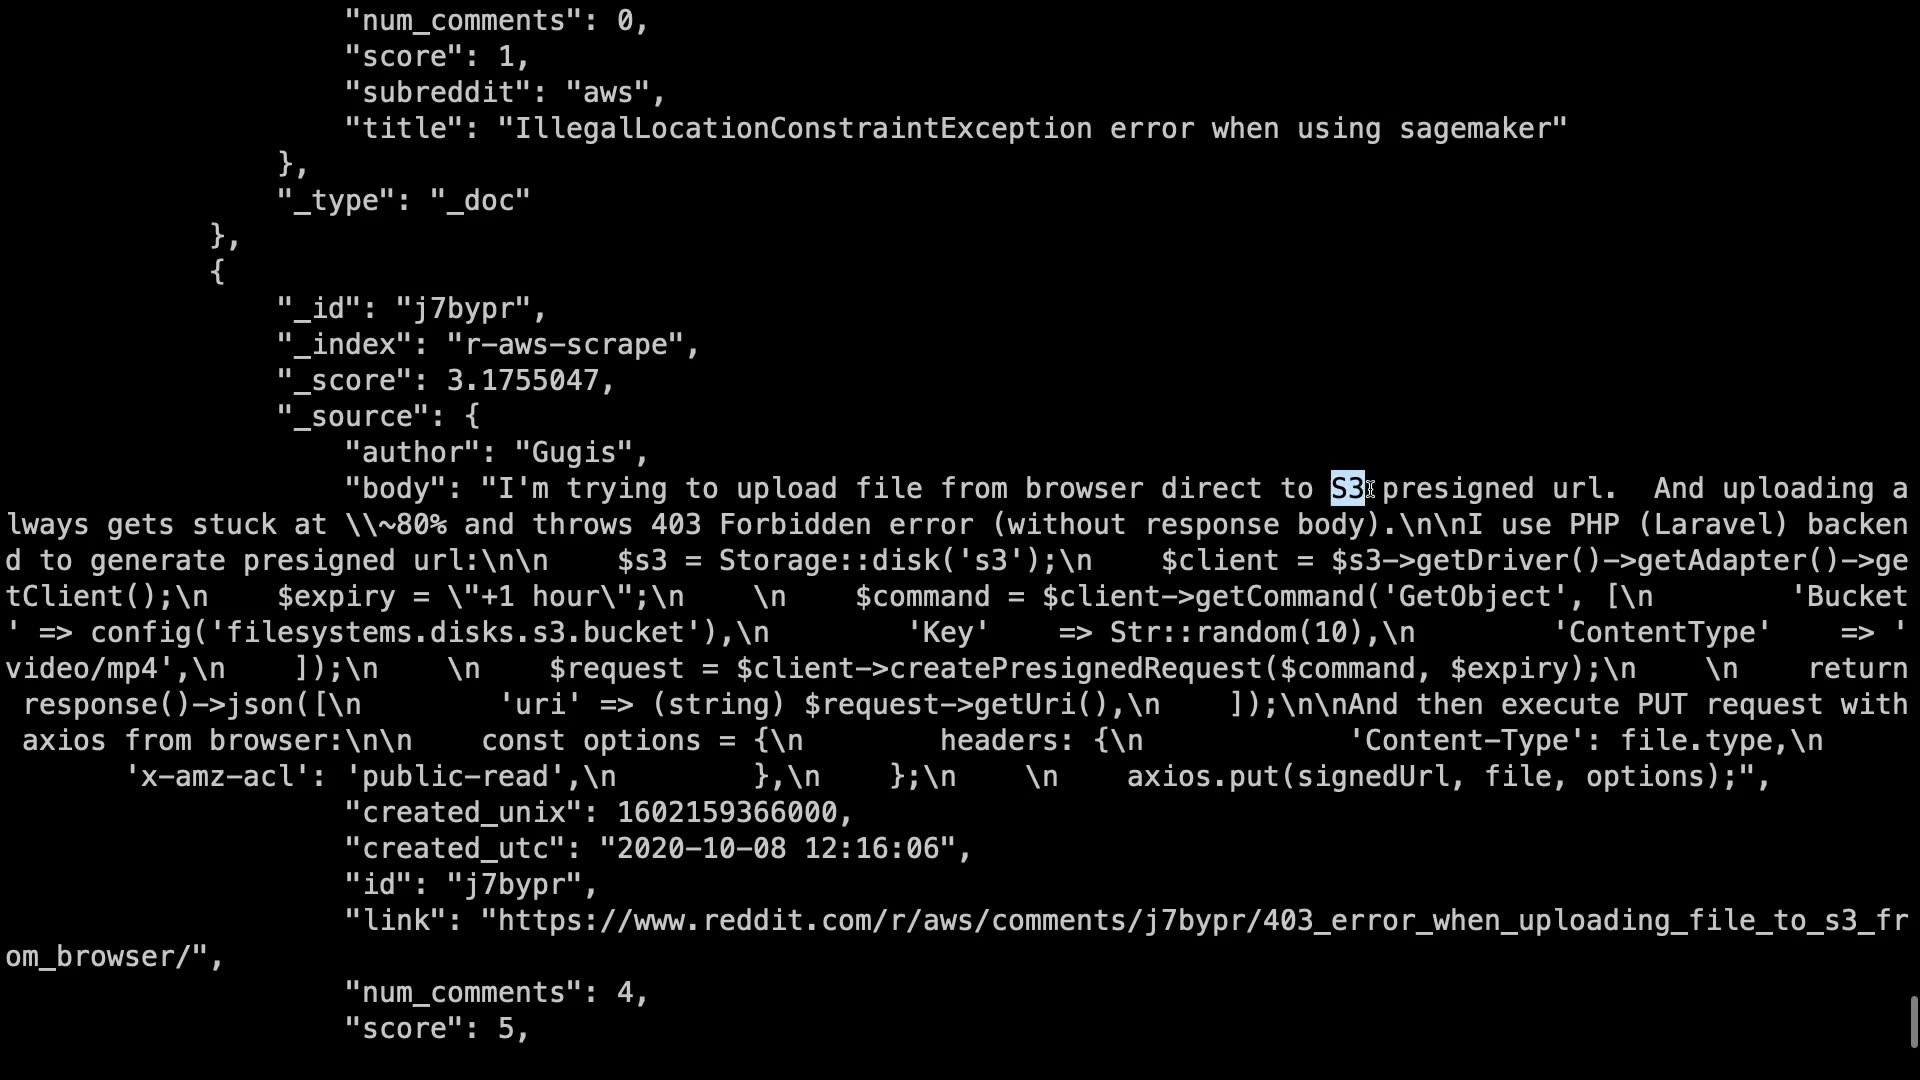 "num_comments": 0,
"score": 1,
"subreddit": "aws",
"title": "IllegalLocationConstraintException error when using sagemaker"
},
"_type": "_doc"
},
{
"_id": "j7bypr",
"_index": "r-aws-scrape",
"_score": 3.1755047,
"_source": {
"author": "Gugis",
"body": "I'm trying to upload file from browser direct to S3 presigned url.  And uploading a
lways gets stuck at \\~80% and throws 403 Forbidden error (without response body).\n\nI use PHP (Laravel) backen
d to generate presigned url:\n\n    $s3 = Storage::disk('s3');\n    $client = $s3->getDriver()->getAdapter()->ge
tClient();\n    $expiry = \"+1 hour\";\n    \n    $command = $client->getCommand('GetObject', [\n        'Bucket
' => config('filesystems.disks.s3.bucket'),\n        'Key'    => Str::random(10),\n        'ContentType'    => '
video/mp4',\n    ]);\n    \n    $request = $client->createPresignedRequest($command, $expiry);\n    \n    return
 response()->json([\n        'uri' => (string) $request->getUri(),\n    ]);\n\nAnd then execute PUT request with
 axios from browser:\n\n    const options = {\n        headers: {\n            'Content-Type': file.type,\n
       'x-amz-acl': 'public-read',\n        },\n    };\n    \n    axios.put(signedUrl, file, options);",
"created_unix": 1602159366000,
"created_utc": "2020-10-08 12:16:06",
"id": "j7bypr",
"link": "https://www.reddit.com/r/aws/comments/j7bypr/403_error_when_uploading_file_to_s3_fr
om_browser/",
"num_comments": 4,
"score": 5,